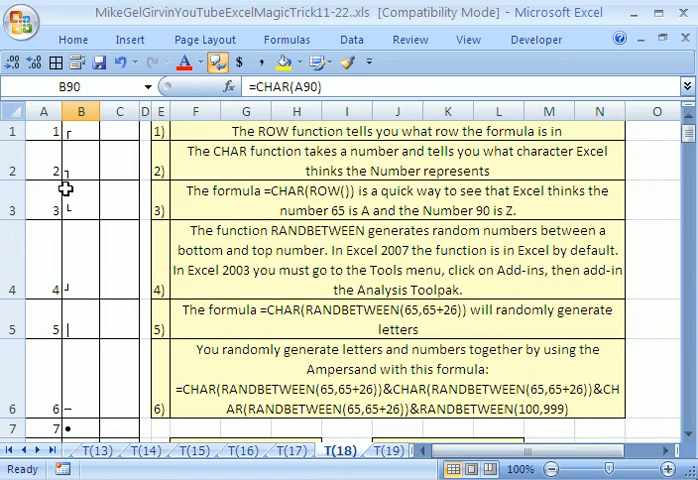 MikeGelGirvinYouTubeExcelMagicTrick11-22..xls [Compatibility Mode] - Microsoft Excel
Home Insert Page Layout Formulas Data Review View Developer
B90 fx =CHAR(A90)
A B C D E F G H I J K L M N O
1 1 ┌ 1) The ROW function tells you what row the formula is in
The CHAR function takes a number and tells you what character Excel
2 2 ┐ 2) thinks the Number represents
The formula =CHAR(ROW()) is a quick way to see that Excel thinks the
3 3 └ 3) number 65 is A and the Number 90 is Z.
The function RANDBETWEEN generates random numbers between a
bottom and top number. In Excel 2007 the function is in Excel by default.
In Excel 2003 you must go to the Tools menu, click on Add-ins, then add-in
4 4 ┘ 4) the Analysis Toolpak.
The formula =CHAR(RANDBETWEEN(65,65+26)) will randomly generate
5 5 │ 5) letters
You randomly generate letters and numbers together by using the
Ampersand with this formula:
=CHAR(RANDBETWEEN(65,65+26))&CHAR(RANDBETWEEN(65,65+26))&CH
6 6 ─ 6) AR(RANDBETWEEN(65,65+26))&RANDBETWEEN(100,999)
7 7 •
T(13) T(14) T(15) T(16) T(17) T(18) T(19)
Ready 100%